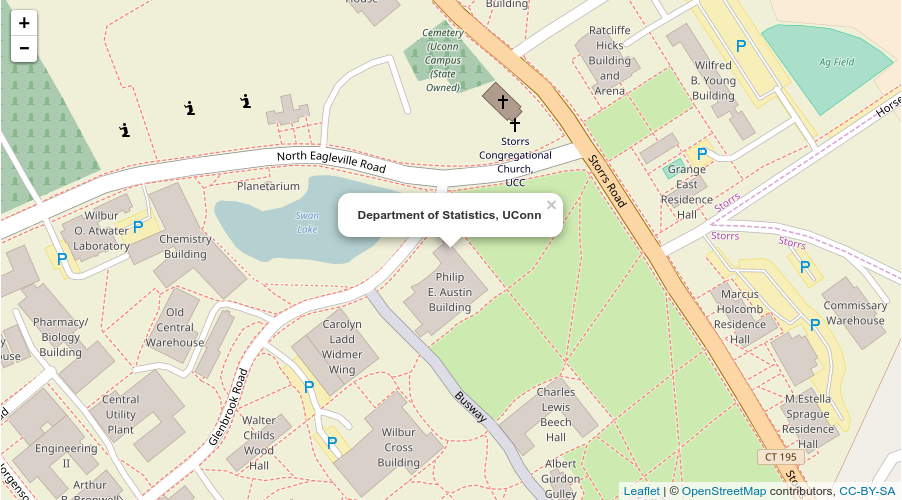 +
−
House
Building
Cemetery
(Uconn
Campus
(State
Owned)
Ratcliffe
Hicks
Building
and
Arena
P
Wilfred
B. Young
Building
Ag Field
Horse
North Eagleville Road
Storrs
Congregational
Church,
UCC
Storrs Road
P
Grange
East
Residence
Hall
Storrs
Storrs
Storrs
Planetarium
Swan
Lake
Department of Statistics, UConn
×
Wilbur
O. Atwater
Laboratory
P
P
Chemistry
Building
Philip
E. Austin
Building
P
Marcus
Holcomb
Residence
Hall
P
Commissary
Warehouse
Pharmacy/
Biology
Building
Old
Central
Warehouse
Carolyn
Ladd
Widmer
Wing
P
Glenbrook Road
Busway
Central
Utility
Plant
Walter
Childs
Wood
Hall
P
Wilbur
Cross
Building
Charles
Lewis
Beech
Hall
M.Estella
Sprague
Residence
Hall
Engineering
II
Arthur
B. Bronwell
Albert
Gurdon
Gulley
CT 195
Leaflet | © OpenStreetMap contributors, CC-BY-SA